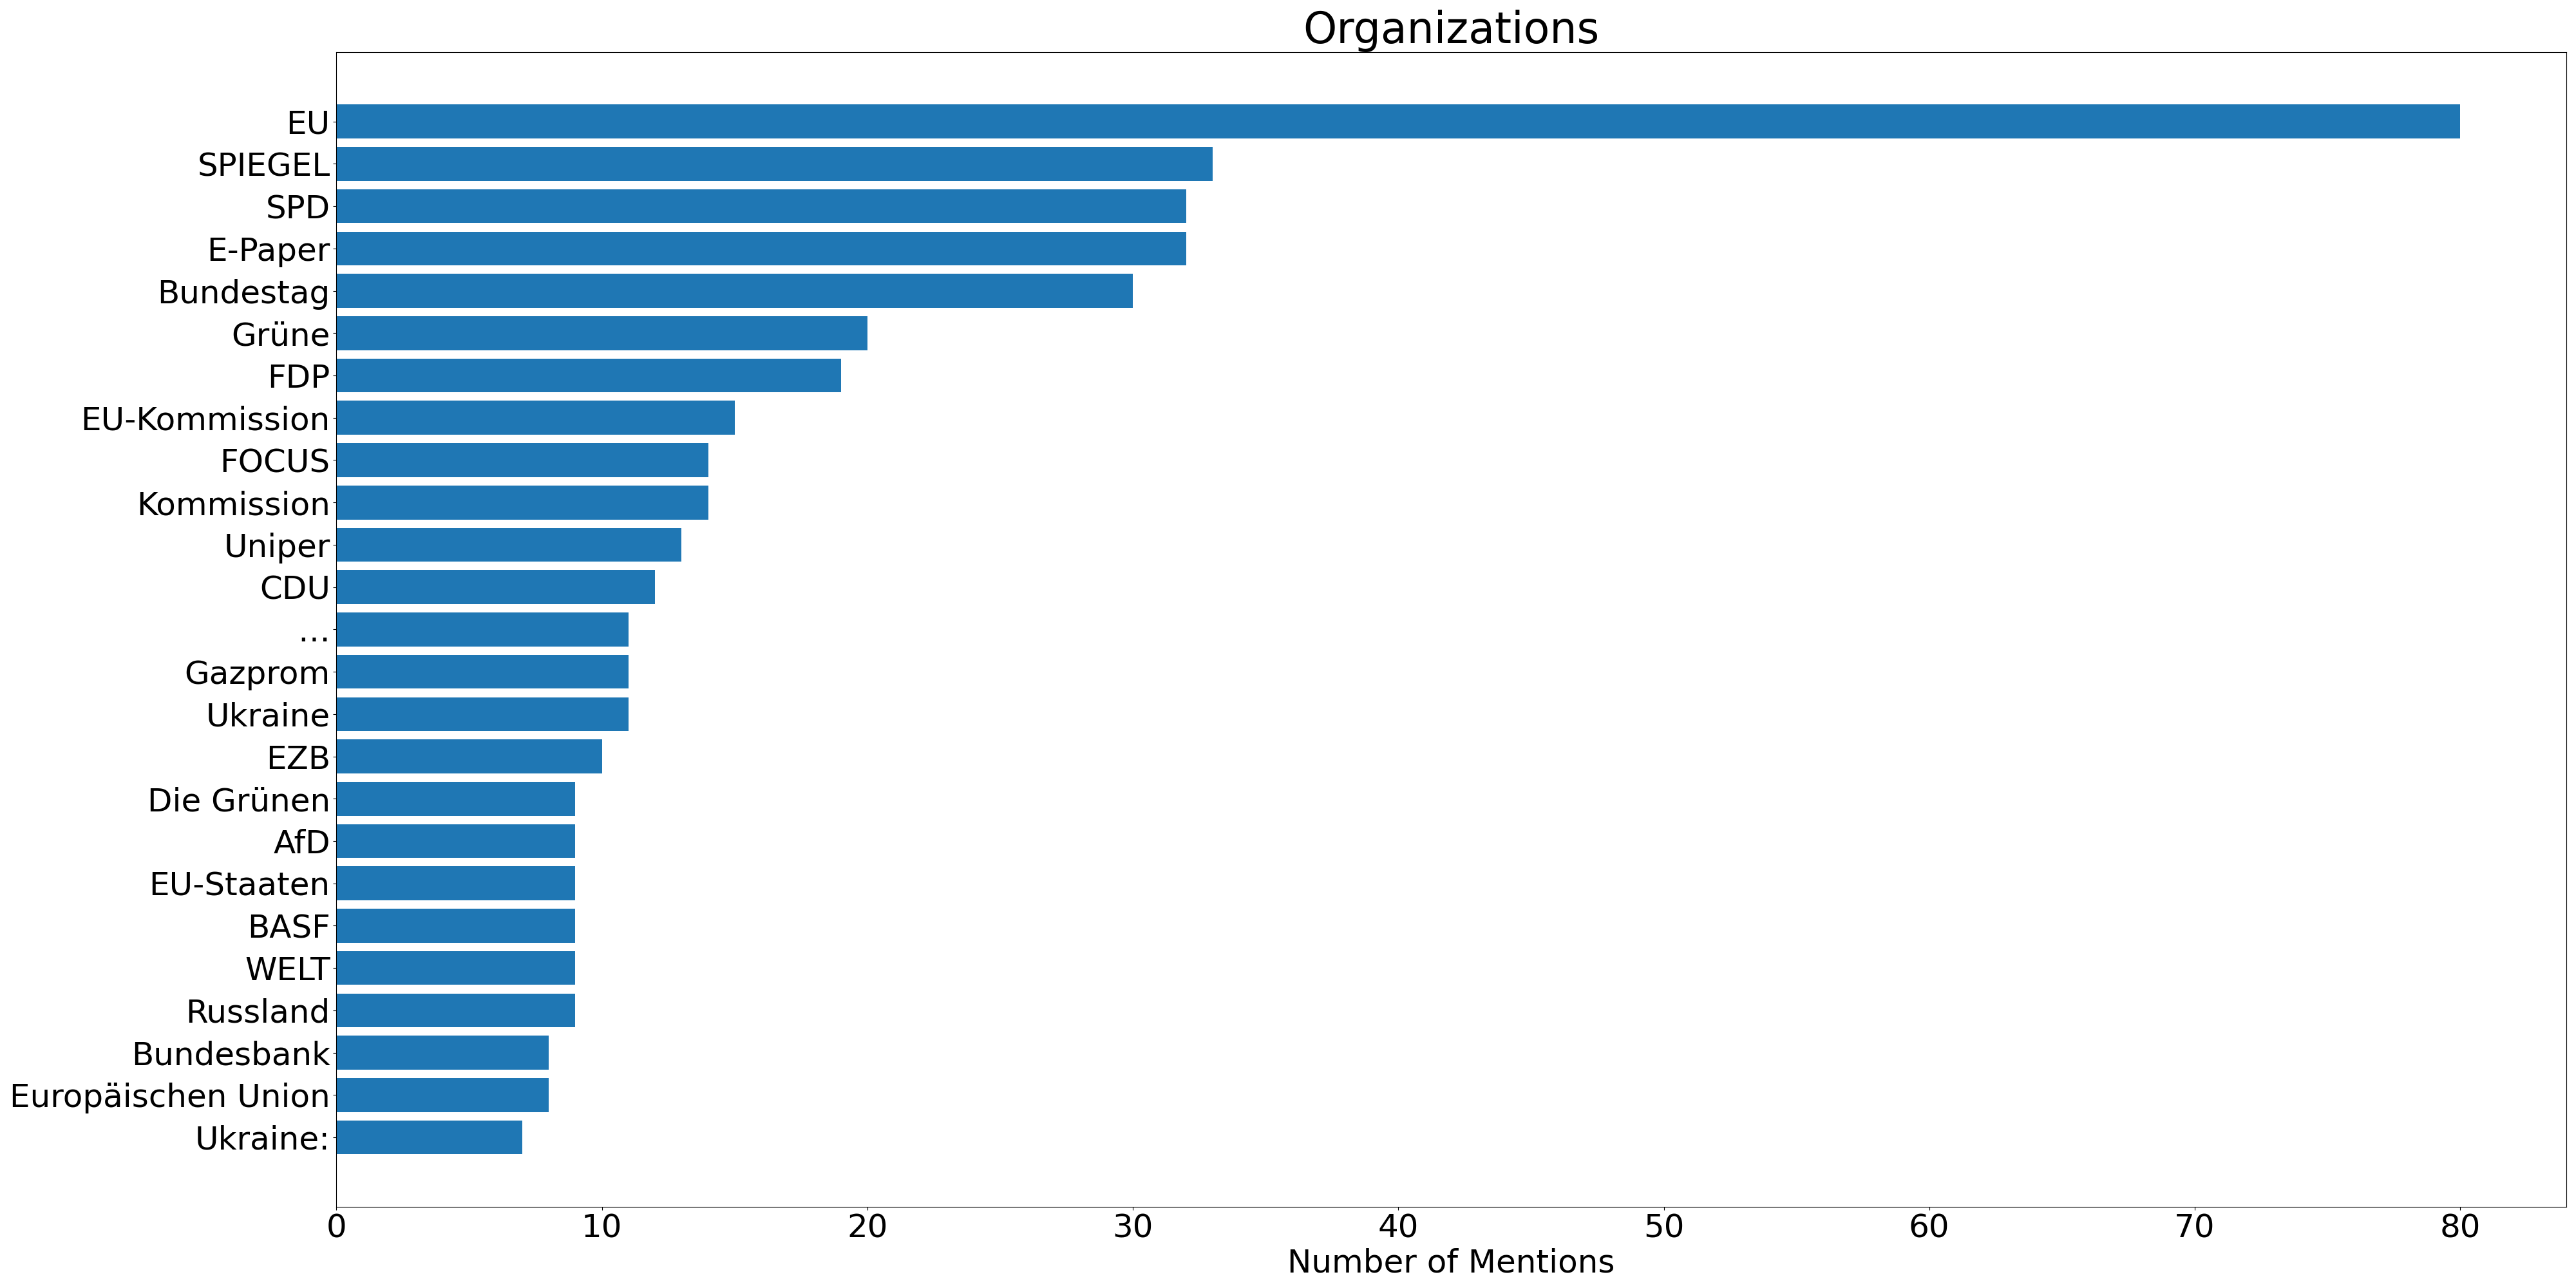 Organizations
EU
SPIEGEL
SPD
E-Paper
Bundestag
Grüne
FDP
EU-Kommission
FOCUS
Kommission
Uniper
CDU
...
Gazprom
Ukraine
EZB
Die Grünen
AfD
EU-Staaten
BASF
WELT
Russland
Bundesbank
Europäischen Union
Ukraine:
0 10 20 30 40 50 60 70 80
Number of Mentions